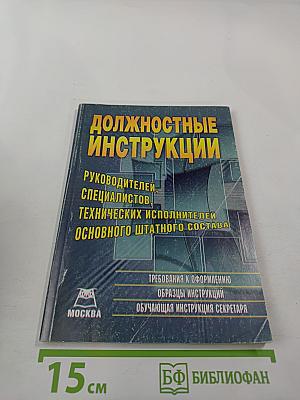 ДОЛЖНОСТНЫЕ
ИНСТРУКЦИИ
РУКОВОДИТЕЛЕЙ,
СПЕЦИАЛИСТОВ,
ТЕХНИЧЕСКИХ ИСПОЛНИТЕЛЕЙ
ОСНОВНОГО ШТАТНОГО СОСТАВА
ТРЕБОВАНИЯ К ОФОРМЛЕНИЮ
ОБРАЗЦЫ ИНСТРУКЦИЙ
ОБУЧАЮЩАЯ ИНСТРУКЦИЯ СЕКРЕТАРЯ
МОСКВА
15 см
БФ БИБЛИОФАН